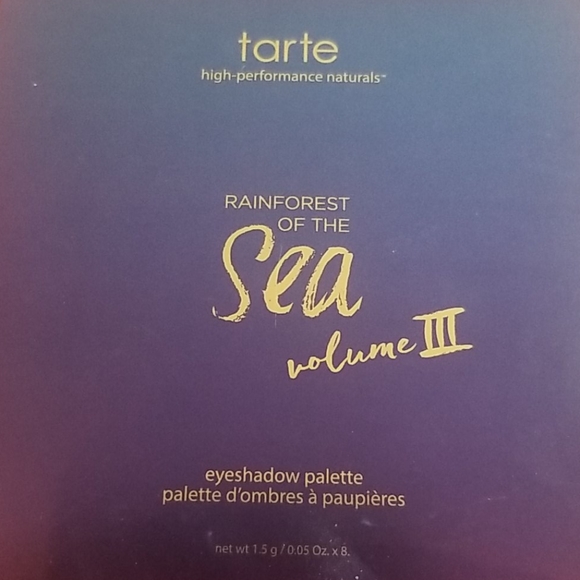 tarte
high-performance naturals™
RAINFOREST
OF THE
Sea
volume III
eyeshadow palette
palette d'ombres à paupières
net wt 1.5 g / 0.05 Oz. x 8.